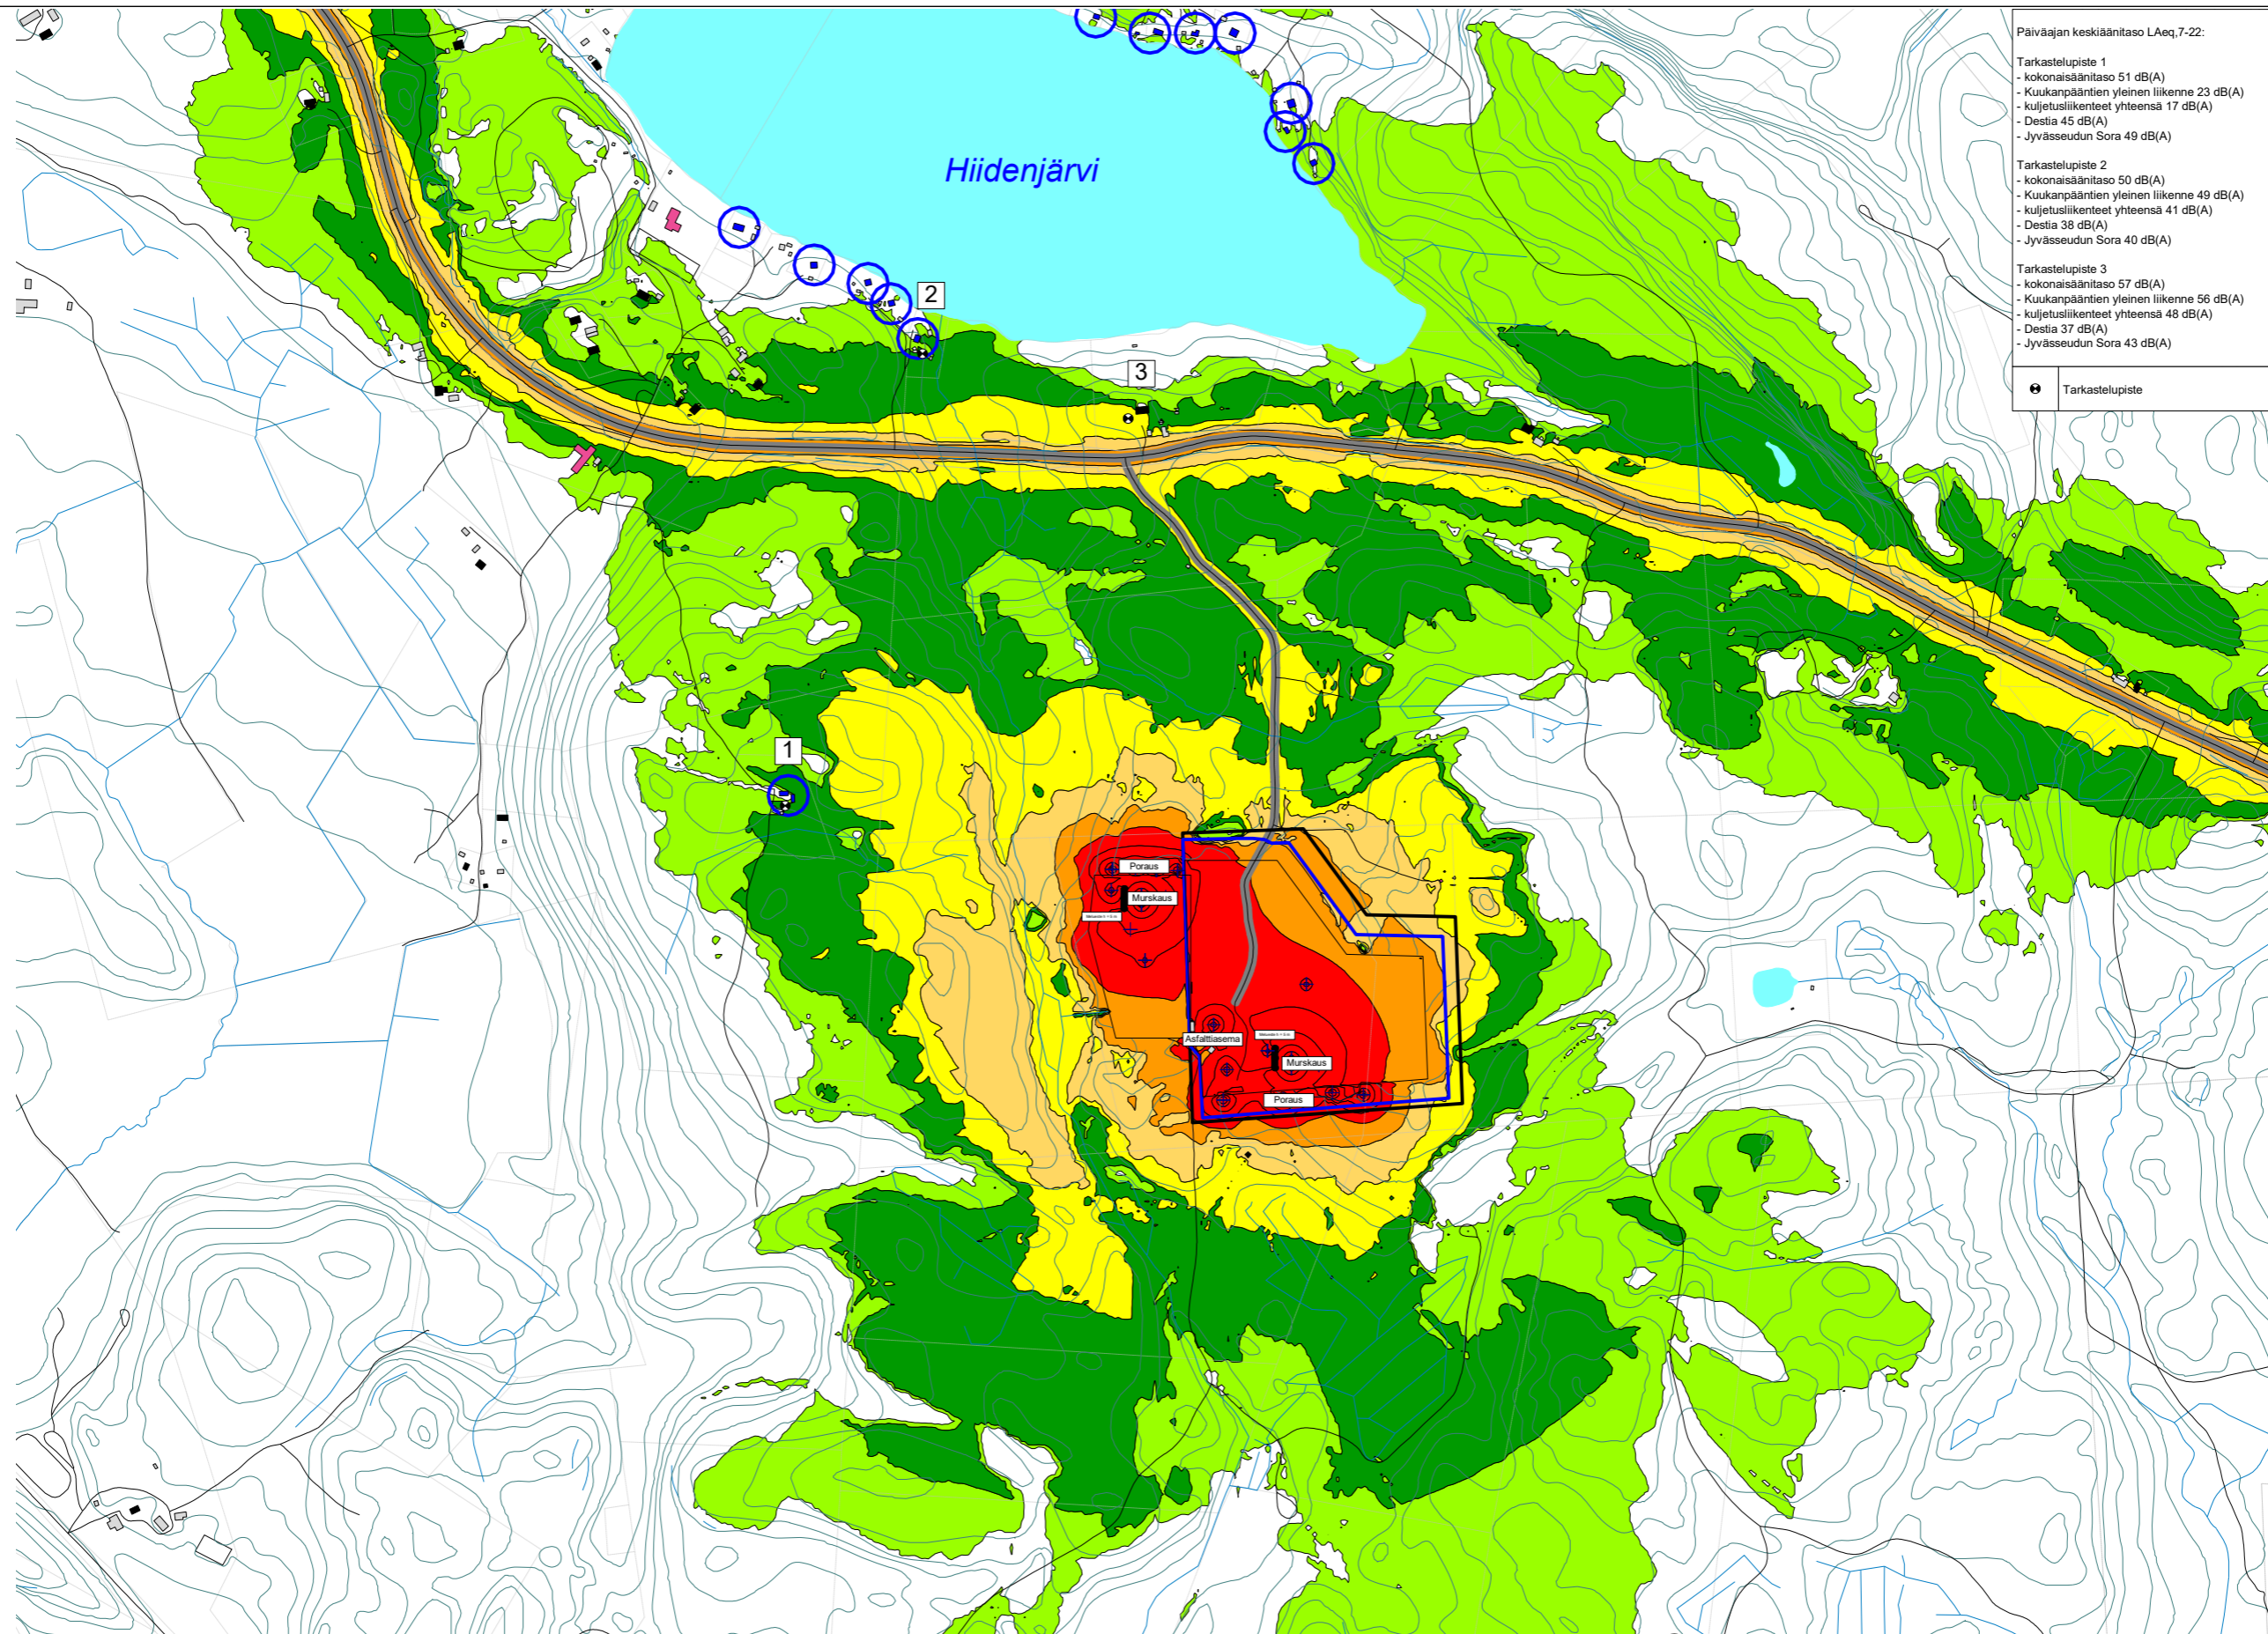 Päiväajan keskiäänitaso LAeq,7-22:
Tarkastelupiste 1
- kokonaisäänitaso 51 dB(A)
- Kuukanpääntien yleinen liikenne 23 dB(A)
- kuljetusliikenteet yhteensä 17 dB(A)
- Destia 45 dB(A)
- Jyvässeudun Sora 49 dB(A)
Tarkastelupiste 2
- kokonaisäänitaso 50 dB(A)
- Kuukanpääntien yleinen liikenne 49 dB(A)
- kuljetusliikenteet yhteensä 41 dB(A)
- Destia 38 dB(A)
- Jyvässeudun Sora 40 dB(A)
Tarkastelupiste 3
- kokonaisäänitaso 57 dB(A)
- Kuukanpääntien yleinen liikenne 56 dB(A)
- kuljetusliikenteet yhteensä 48 dB(A)
- Destia 37 dB(A)
- Jyvässeudun Sora 43 dB(A)
Tarkastelupiste
Hiidenjärvi
2
3
1
Poraus
Murskaus
Asfalttiasema
Murskaus
Poraus